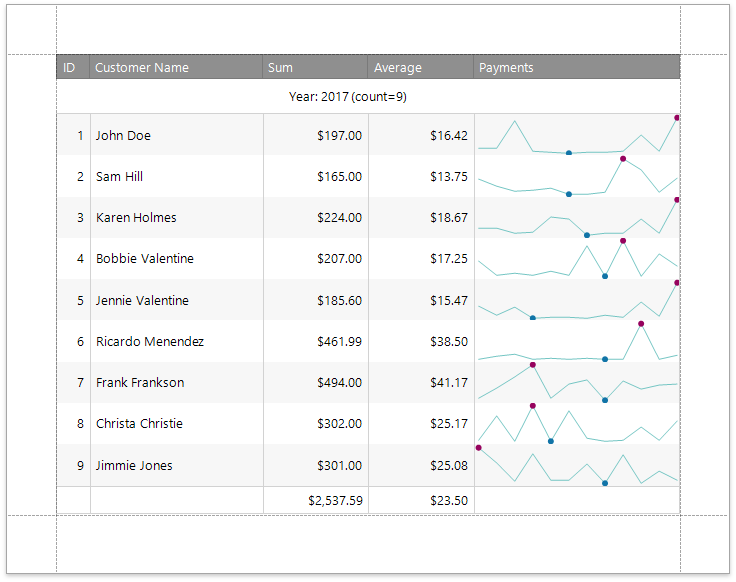 ID Customer Name Sum Average Payments
Year: 2017 (count=9)
1 John Doe $197.00 $16.42
2 Sam Hill $165.00 $13.75
3 Karen Holmes $224.00 $18.67
4 Bobbie Valentine $207.00 $17.25
5 Jennie Valentine $185.60 $15.47
6 Ricardo Menendez $461.99 $38.50
7 Frank Frankson $494.00 $41.17
8 Christa Christie $302.00 $25.17
9 Jimmie Jones $301.00 $25.08
$2,537.59 $23.50